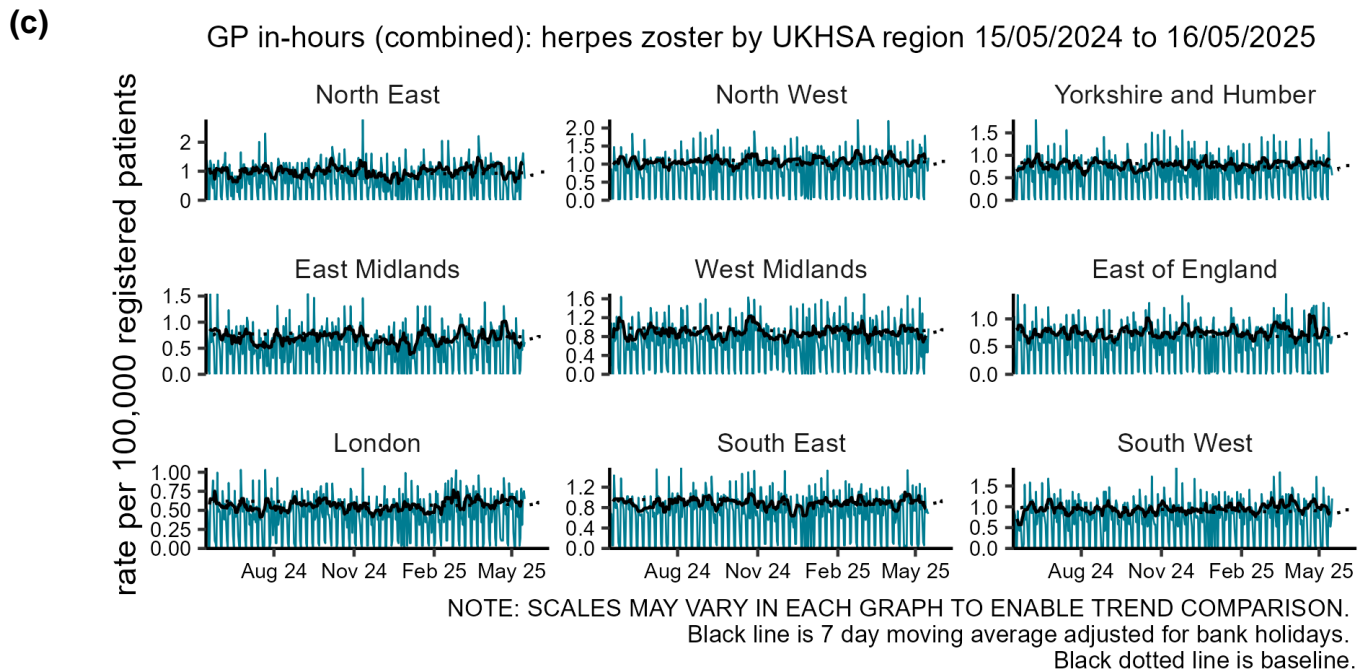 (c)
GP in-hours (combined): herpes zoster by UKHSA region 15/05/2024 to 16/05/2025
rate per 100,000 registered patients
North East
North West
Yorkshire and Humber
2
1
0
2.0
1.5
1.0
0.5
0.0
1.5
1.0
0.5
0.0
East Midlands
West Midlands
East of England
1.5
1.0
0.5
0.0
1.6
1.2
0.8
0.4
0.0
1.0
0.5
0.0
London
South East
South West
1.00
0.75
0.50
0.25
0.00
1.2
0.8
0.4
0.0
1.5
1.0
0.5
0.0
Aug 24 Nov 24 Feb 25 May 25
Aug 24 Nov 24 Feb 25 May 25
Aug 24 Nov 24 Feb 25 May 25
NOTE: SCALES MAY VARY IN EACH GRAPH TO ENABLE TREND COMPARISON.
Black line is 7 day moving average adjusted for bank holidays.
Black dotted line is baseline.